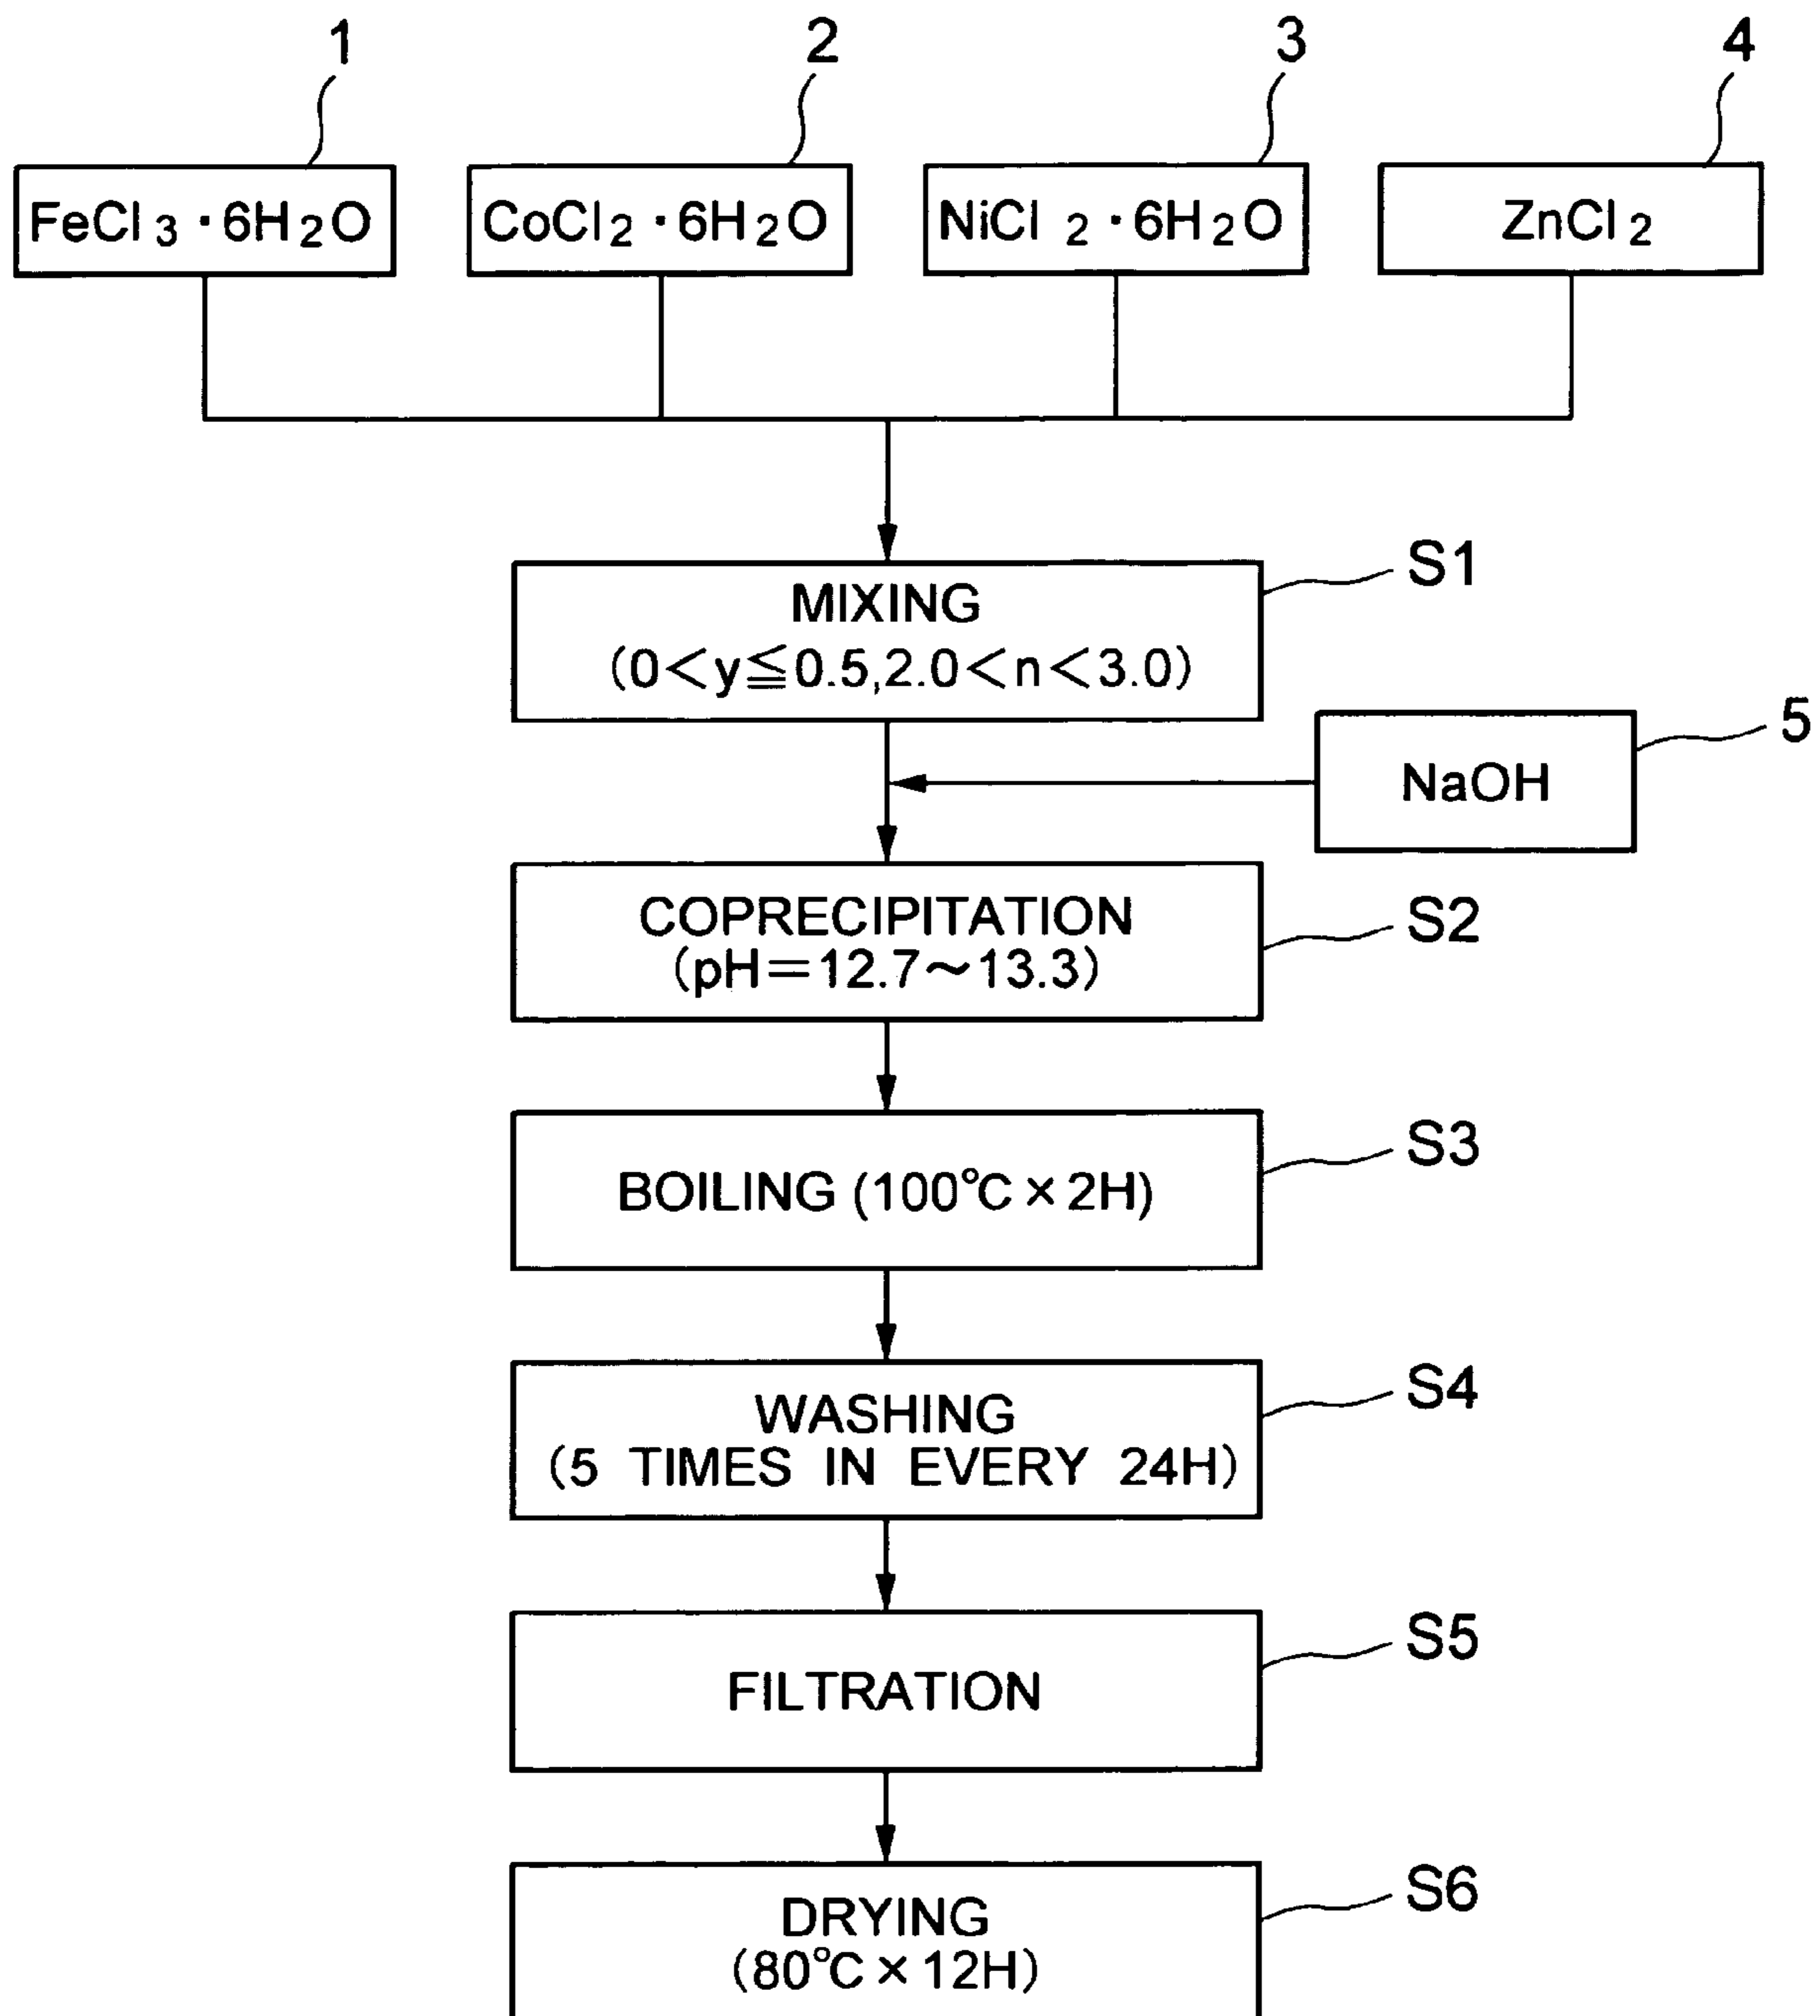 1 2 3 4
FeCl3・6H2O CoCl2・6H2O NiCl2・6H2O ZnCl2
MIXING
(0<y≦0.5,2.0<n<3.0)
S1
5
NaOH
COPRECIPITATION
(pH=12.7~13.3)
S2
BOILING (100℃×2H)
S3
WASHING
(5 TIMES IN EVERY 24H)
S4
FILTRATION
S5
DRYING
(80℃×12H)
S6